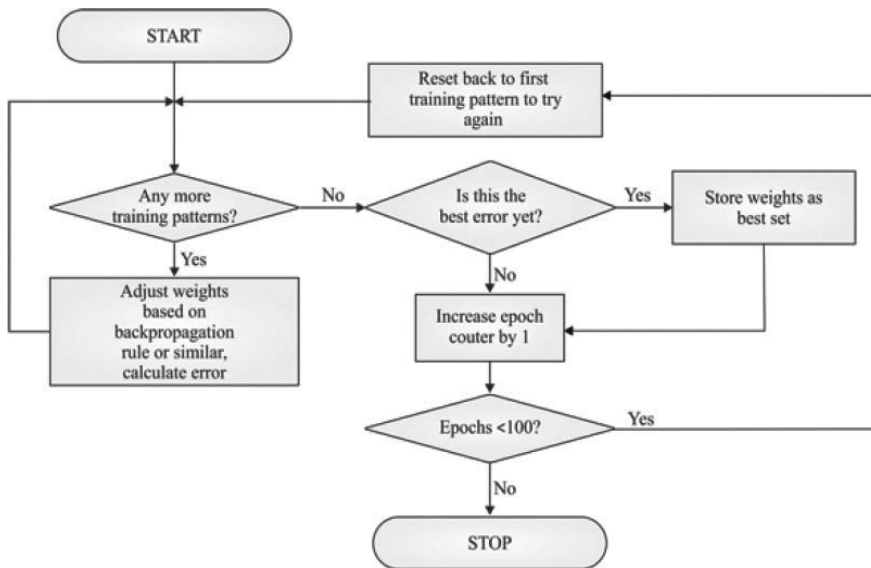 START
Reset back to first
training pattern to try
again
Any more
training patterns?
No
Is this the
best error yet?
Yes
Store weights as
best set
Yes
No
Adjust weights
based on
backpropagation
rule or similar,
calculate error
Increase epoch
couter by 1
Epochs <100?
Yes
No
STOP